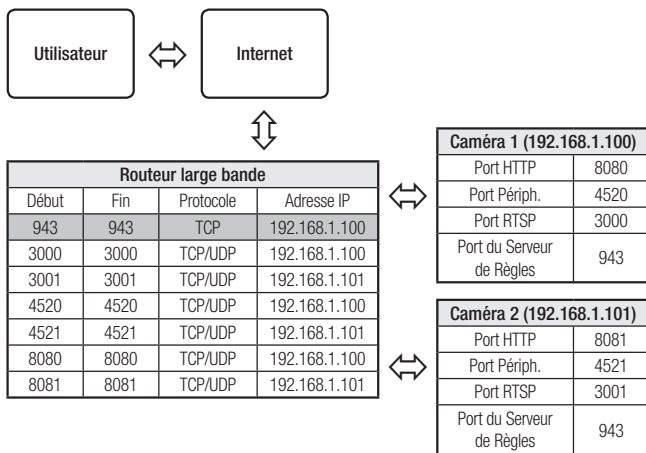 Utilisateur
Internet
Routeur large bande
Début Fin Protocole Adresse IP
943 943 TCP 192.168.1.100
3000 3000 TCP/UDP 192.168.1.100
3001 3001 TCP/UDP 192.168.1.101
4520 4520 TCP/UDP 192.168.1.100
4521 4521 TCP/UDP 192.168.1.101
8080 8080 TCP/UDP 192.168.1.100
8081 8081 TCP/UDP 192.168.1.101
Caméra 1 (192.168.1.100)
Port HTTP 8080
Port Périph. 4520
Port RTSP 3000
Port du Serveur
de Règles 943
Caméra 2 (192.168.1.101)
Port HTTP 8081
Port Périph. 4521
Port RTSP 3001
Port du Serveur
de Règles 943